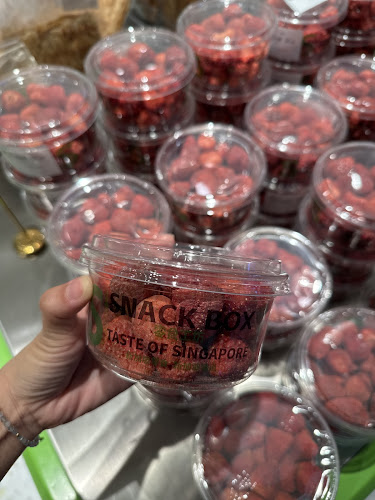 SNACK BOX
TASTE OF SINGAPORE